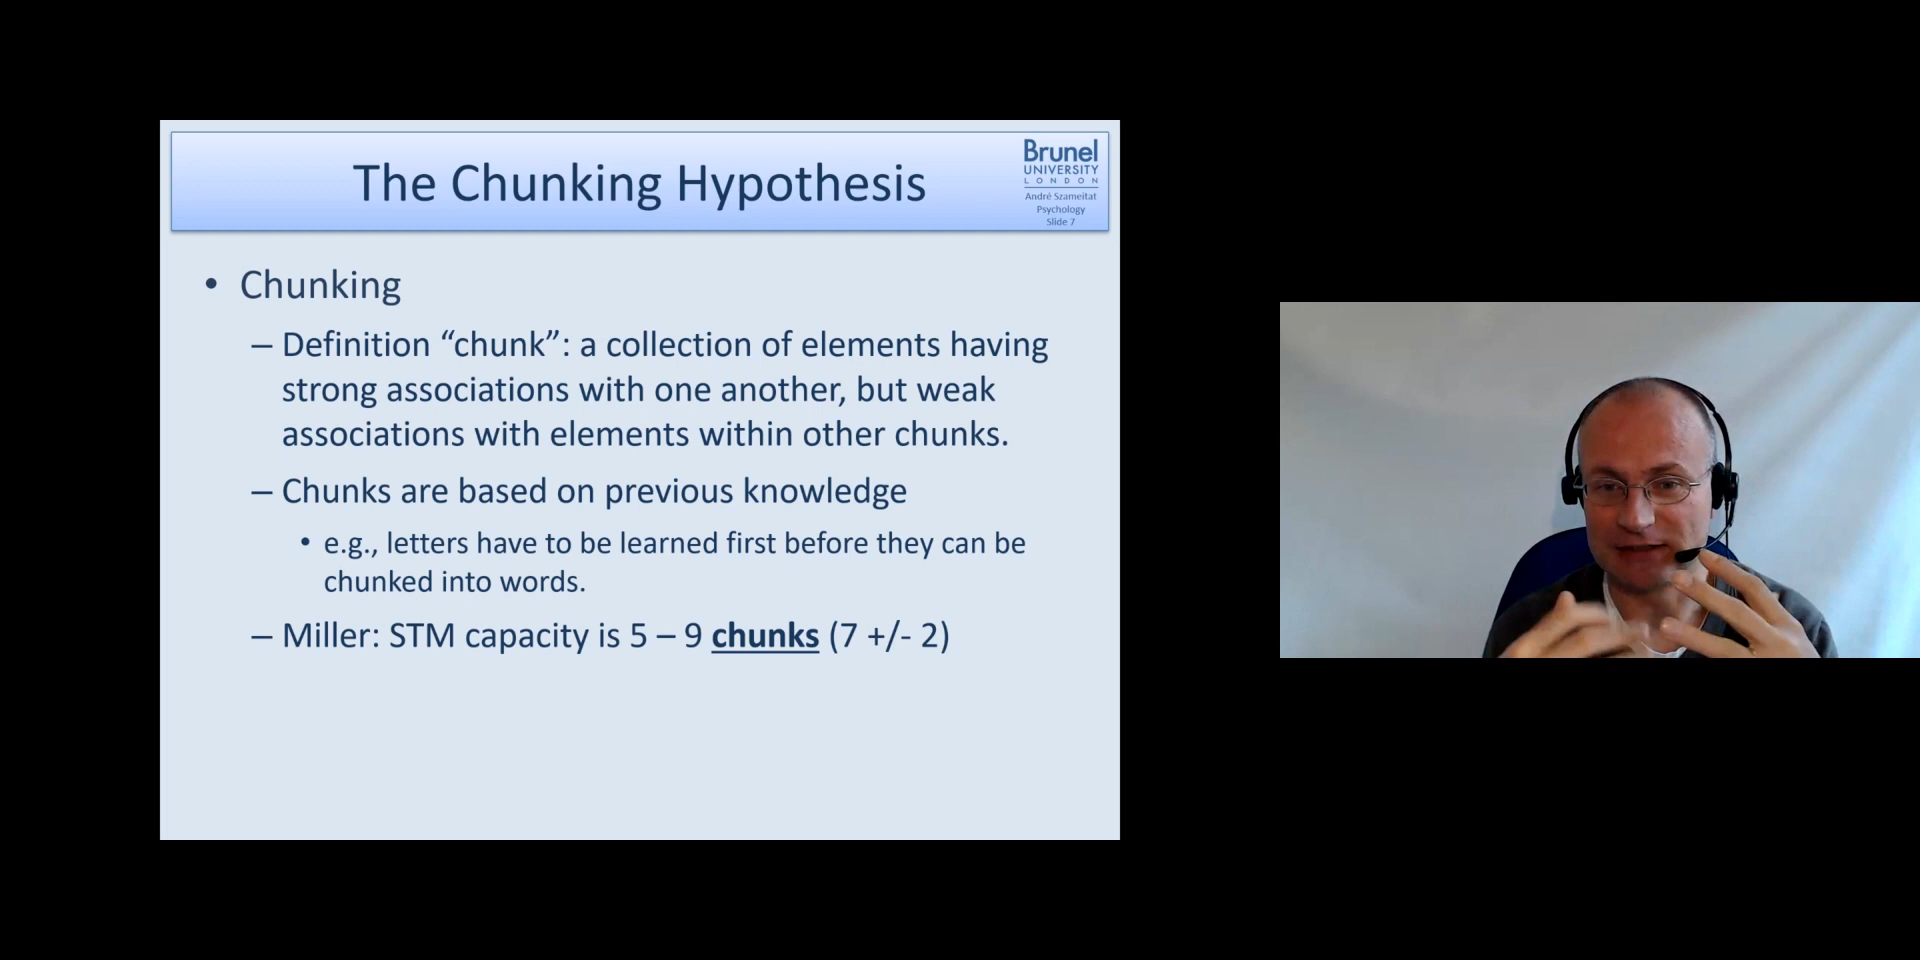 The Chunking Hypothesis
Brunel
UNIVERSITY
LONDON
André Szameitat
Psychology
Slide 7
• Chunking
– Definition “chunk”: a collection of elements having
strong associations with one another, but weak
associations with elements within other chunks.
– Chunks are based on previous knowledge
• e.g., letters have to be learned first before they can be
chunked into words.
– Miller: STM capacity is 5 – 9 chunks (7 +/- 2)